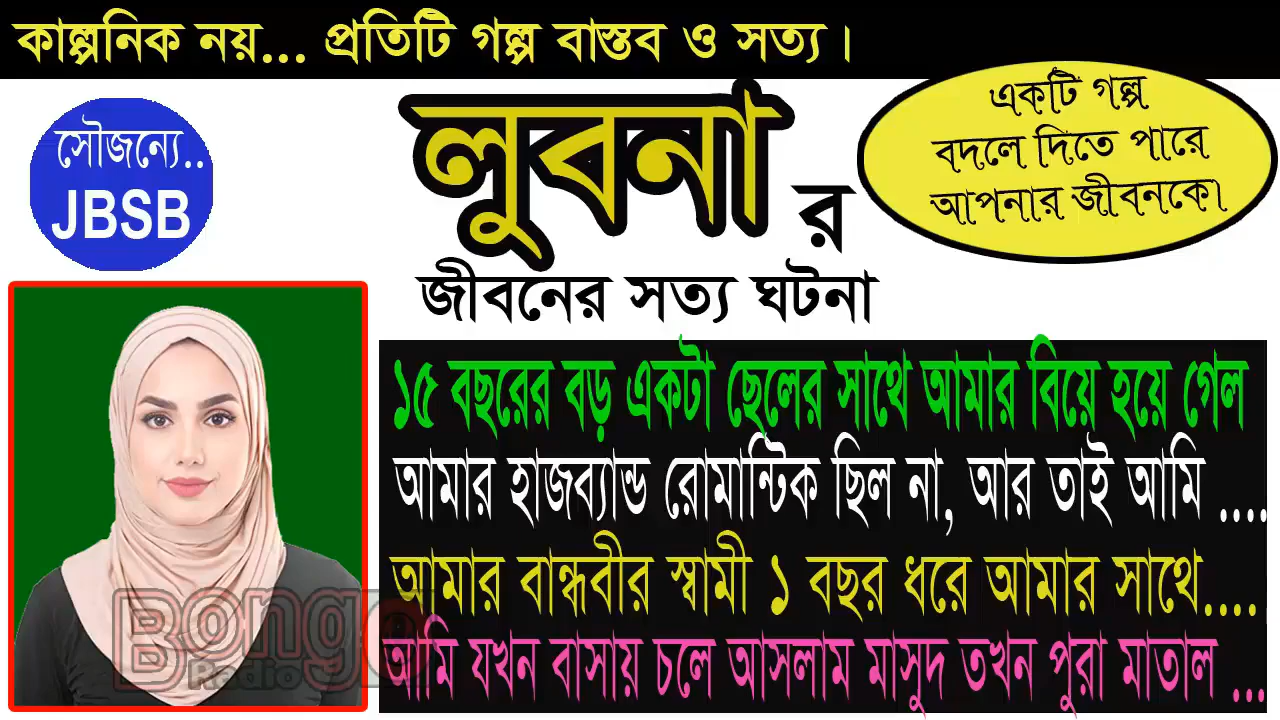 কাল্পনিক নয়... প্রতিটি গল্প বাস্তব ও সত্য।
সৌজন্যে..
JBSB
লুবনা র
জীবনের সত্য ঘটনা
একটি গল্প
বদলে দিতে পারে
আপনার জীবনকে।
১৫ বছরের বড় একটা ছেলের সাথে আমার বিয়ে হয়ে গেল
আমার হাজব্যান্ড রোমান্টিক ছিল না, আর তাই আমি ....
আমার বান্ধবীর স্বামী ১ বছর ধরে আমার সাথে....
আমি যখন বাসায় চলে আসলাম মাসুদ তখন পুরা মাতাল ...
Bongo
Radio